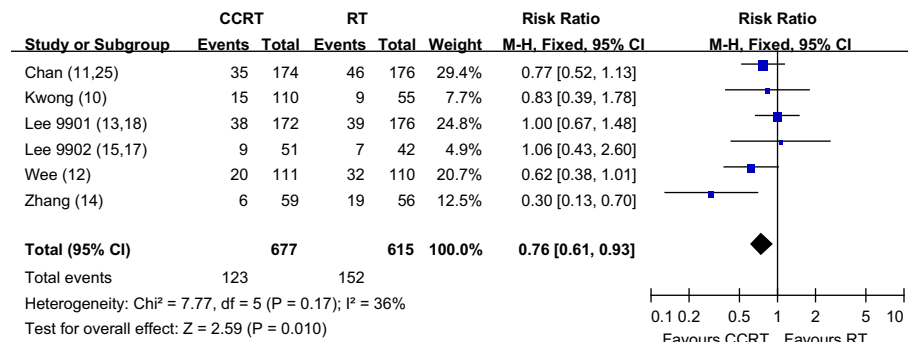 CCRT RT Risk Ratio Risk Ratio
Study or Subgroup Events Total Events Total Weight M-H, Fixed, 95% CI M-H, Fixed, 95% CI
Chan (11,25) 35 174 46 176 29.4% 0.77 [0.52, 1.13]
Kwong (10) 15 110 9 55 7.7% 0.83 [0.39, 1.78]
Lee 9901 (13,18) 38 172 39 176 24.8% 1.00 [0.67, 1.48]
Lee 9902 (15,17) 9 51 7 42 4.9% 1.06 [0.43, 2.60]
Wee (12) 20 111 32 110 20.7% 0.62 [0.38, 1.01]
Zhang (14) 6 59 19 56 12.5% 0.30 [0.13, 0.70]
Total (95% CI) 677 615 100.0% 0.76 [0.61, 0.93]
Total events 123 152
Heterogeneity: Chi² = 7.77, df = 5 (P = 0.17); I² = 36%
Test for overall effect: Z = 2.59 (P = 0.010)
0.1 0.2 0.5 1 2 5 10
Favours CCRT Favours RT